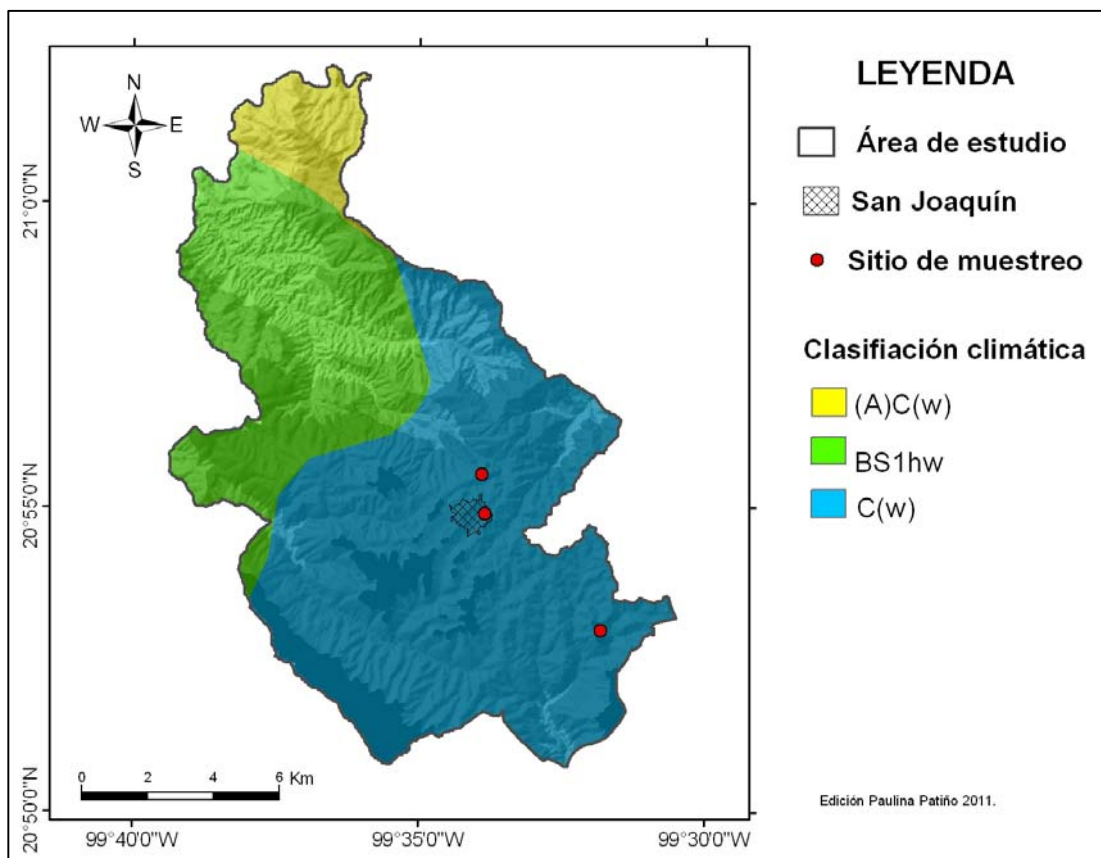 LEYENDA
Área de estudio
San Joaquín
Sitio de muestreo
Clasifiación climática
(A)C(w)
BS1hw
C(w)
Edición Paulina Patiño 2011.
N
W E
S
21°0'0"N
20°55'0"N
20°50'0"N
0 2 4 6 Km
99°40'0"W 99°35'0"W 99°30'0"W